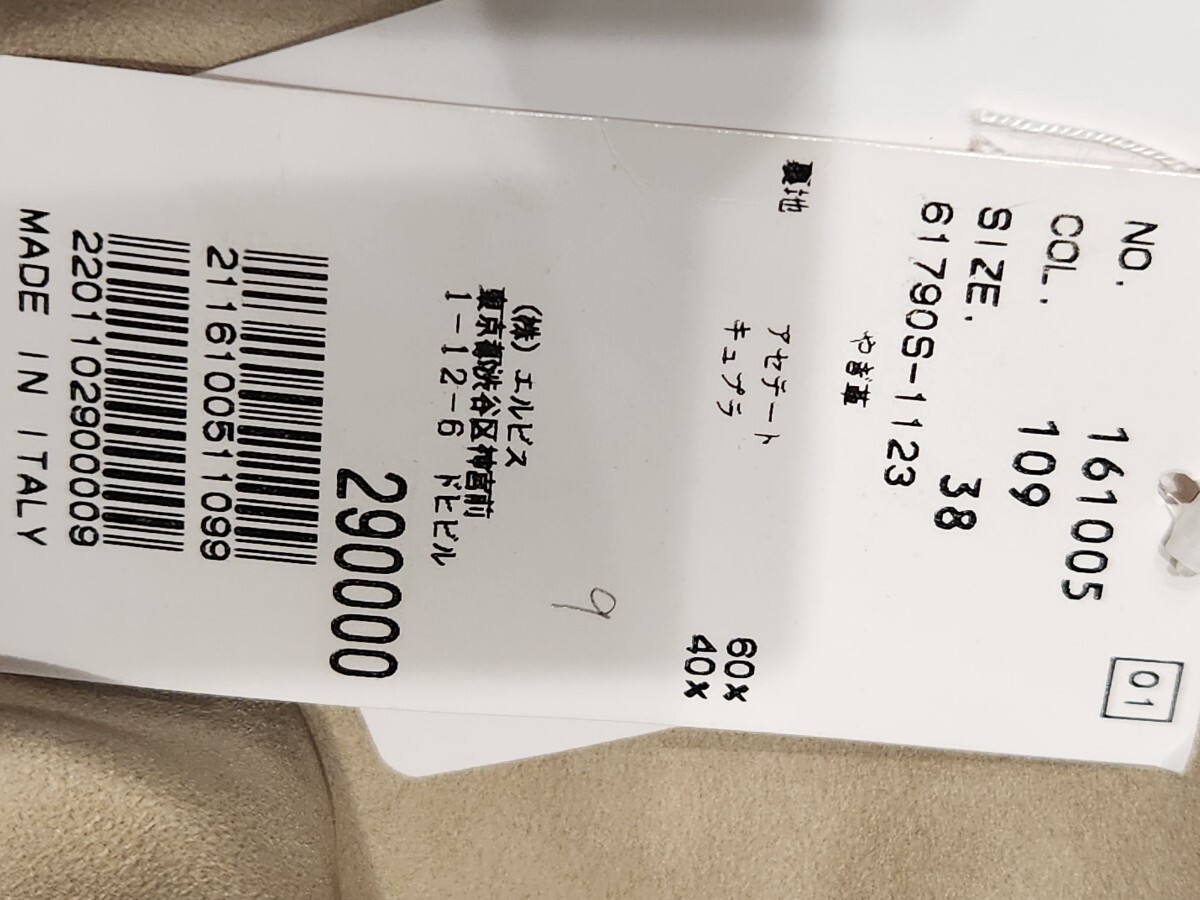 01
NO. 161005
COL. 109
SIZE. 38
61790S-1123
やぎ革
裏地
アセテート 60%
キュプラ 40%
9
(株)エルビス
東京都渋谷区神宮前
1-12-6 ドヒビル
290000
2116100511099
2201102900009
MADE IN ITALY